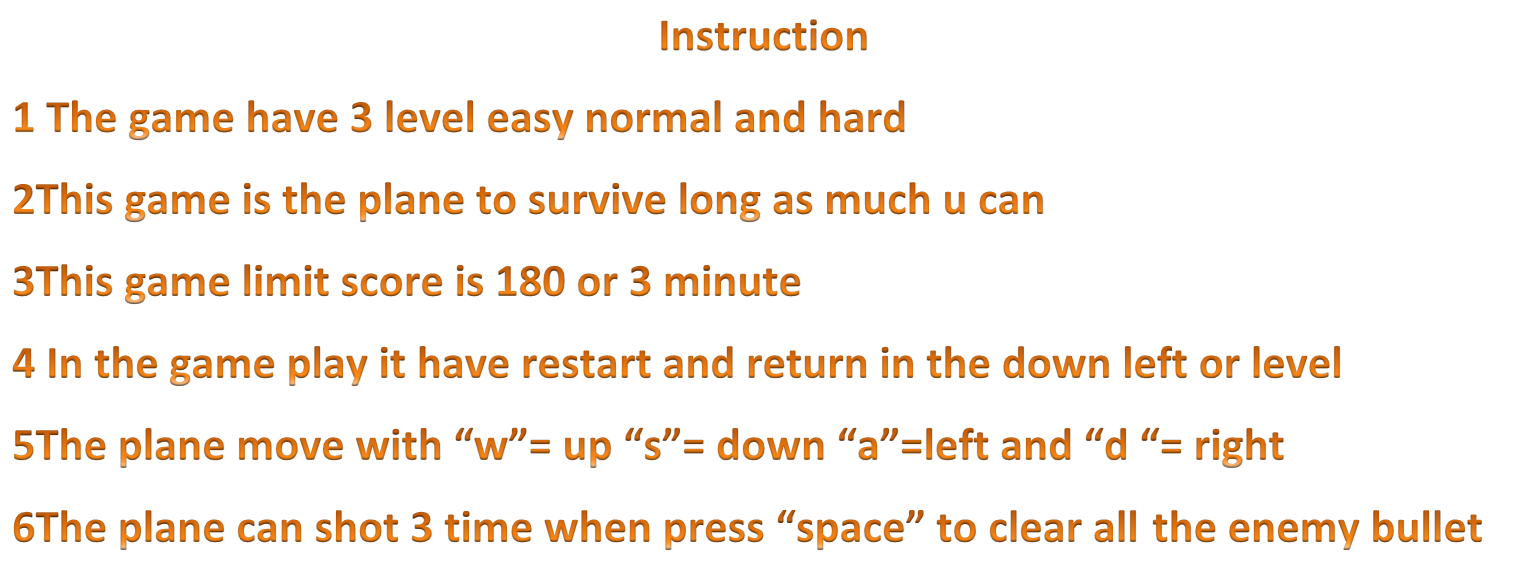 Instruction
1 The game have 3 level easy normal and hard
2This game is the plane to survive long as much u can
3This game limit score is 180 or 3 minute
4 In the game play it have restart and return in the down left or level
5The plane move with “w”= up “s”= down “a”=left and “d “= right
6The plane can shot 3 time when press “space” to clear all the enemy bullet